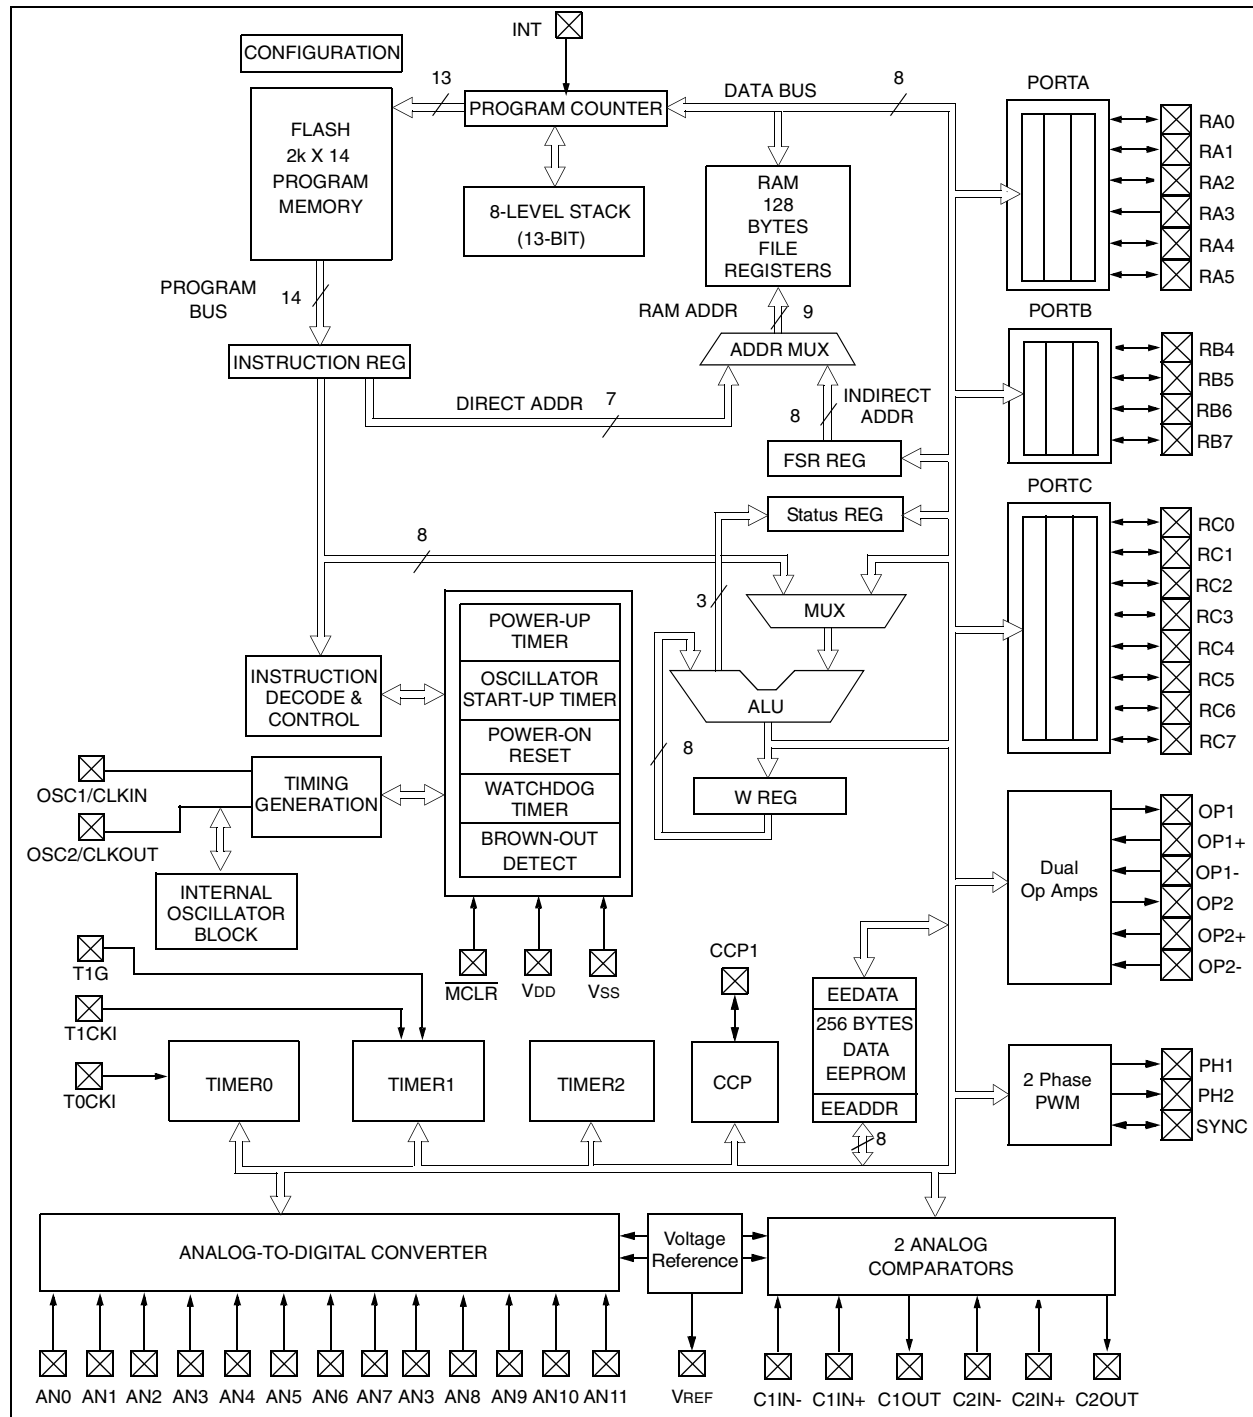 INT
CONFIGURATION
13
PROGRAM COUNTER
DATA BUS
8
PORTA
FLASH
2k X 14
PROGRAM
MEMORY
8-LEVEL STACK
(13-BIT)
RAM
128
BYTES
FILE
REGISTERS
RA0
RA1
RA2
RA3
RA4
RA5
PROGRAM
BUS
14
RAM ADDR
9
PORTB
INSTRUCTION REG
ADDR MUX
RB4
RB5
RB6
RB7
DIRECT ADDR
7
INDIRECT
ADDR
8
FSR REG
PORTC
Status REG
RC0
RC1
RC2
RC3
RC4
RC5
RC6
RC7
8
3
MUX
POWER-UP
TIMER
OSCILLATOR
START-UP TIMER
POWER-ON
RESET
WATCHDOG
TIMER
BROWN-OUT
DETECT
INSTRUCTION
DECODE &
CONTROL
ALU
8
W REG
OSC1/CLKIN
TIMING
GENERATION
OSC2/CLKOUT
INTERNAL
OSCILLATOR
BLOCK
Dual
Op Amps
OP1
OP1+
OP1-
OP2
OP2+
OP2-
T1G
T1CKI
T0CKI
MCLR
VDD
VSS
CCP1
EEDATA
256 BYTES
DATA
EEPROM
EEADDR
TIMER0
TIMER1
TIMER2
CCP
8
2 Phase
PWM
PH1
PH2
SYNC
ANALOG-TO-DIGITAL CONVERTER
Voltage
Reference
2 ANALOG
COMPARATORS
AN0 AN1 AN2 AN3 AN4 AN5 AN6 AN7 AN3 AN8 AN9 AN10 AN11
VREF
C1IN- C1IN+ C1OUT C2IN- C2IN+ C2OUT